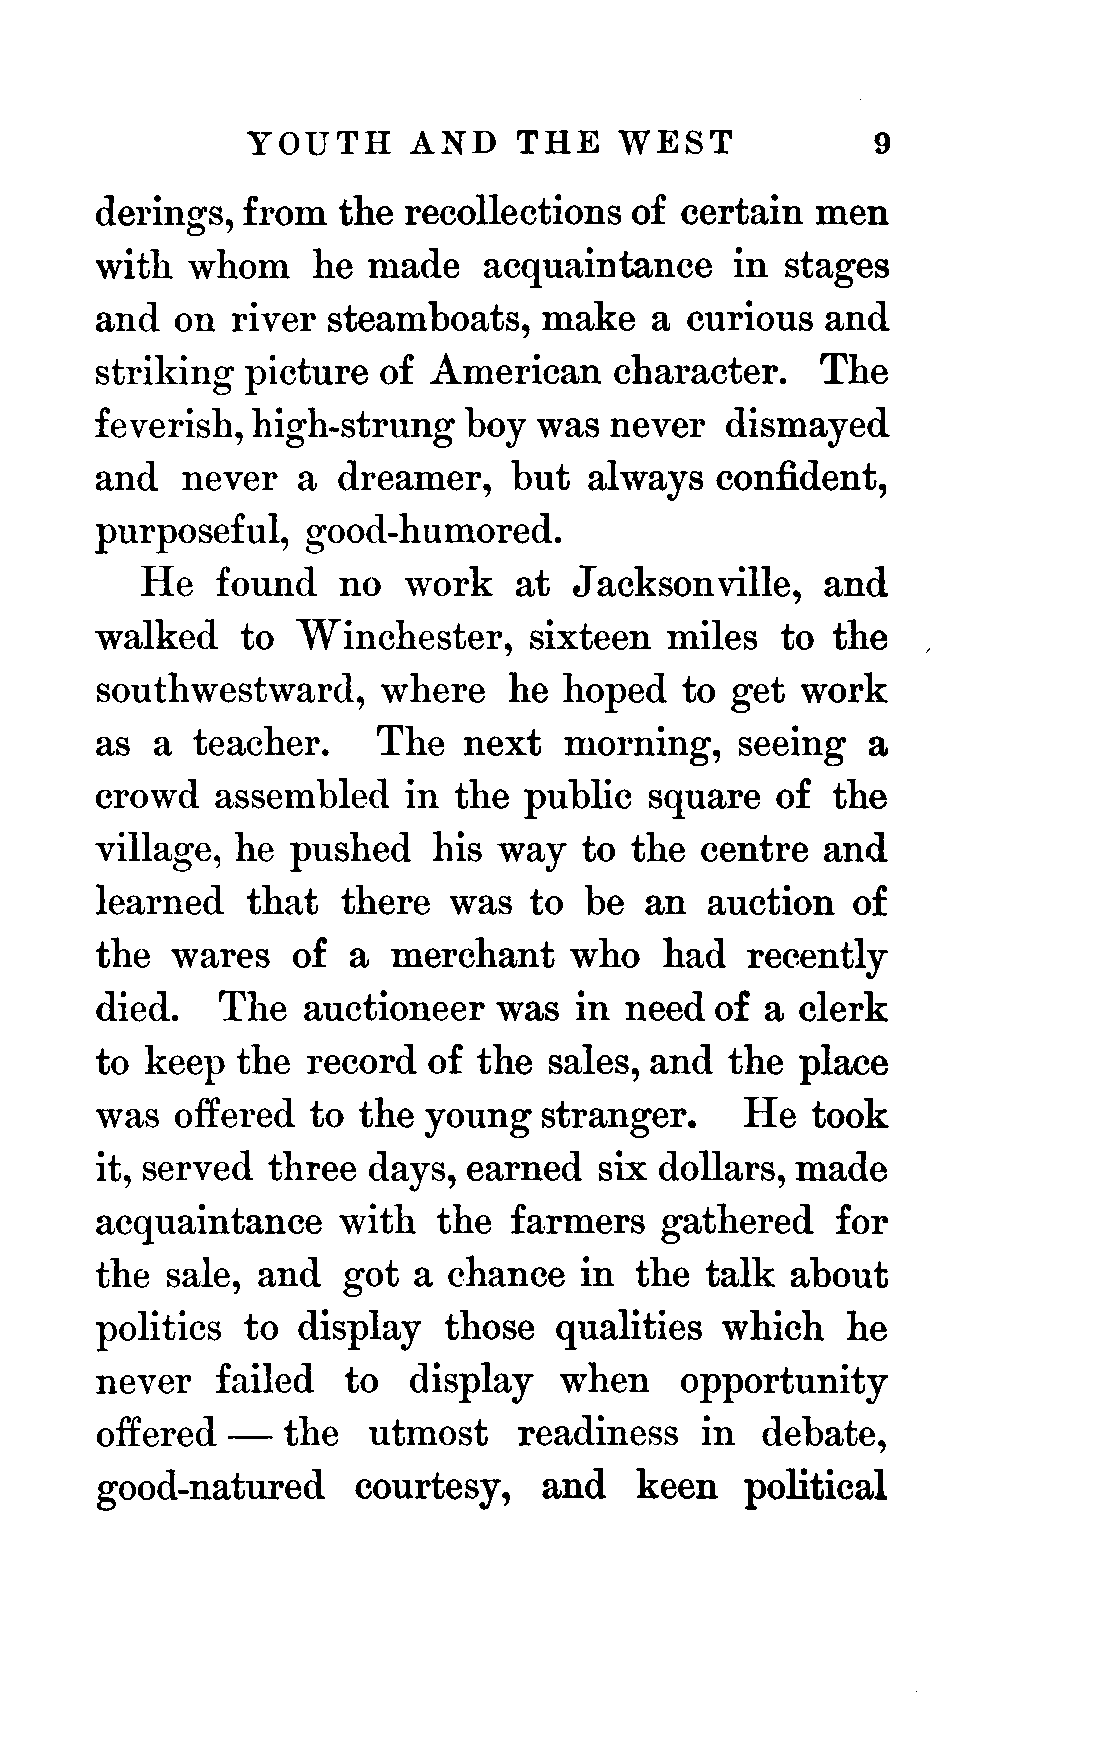 YOUTH AND THE WEST 9
derings, from the recollections of certain men
with whom he made acquaintance in stages
and on river steamboats, make a curious and
striking picture of American character. The
feverish, high-strung boy was never dismayed
and never a dreamer, but always confident,
purposeful, good-humored.
He found no work at Jacksonville, and
walked to Winchester, sixteen miles to the
southwestward, where he hoped to get work
as a teacher. The next morning, seeing a
crowd assembled in the public square of the
village, he pushed his way to the centre and
learned that there was to be an auction of
the wares of a merchant who had recently
died. The auctioneer was in need of a clerk
to keep the record of the sales, and the place
was offered to the young stranger. He took
it, served three days, earned six dollars, made
acquaintance with the farmers gathered for
the sale, and got a chance in the talk about
politics to display those qualities which he
never failed to display when opportunity
offered — the utmost readiness in debate,
good-natured courtesy, and keen political